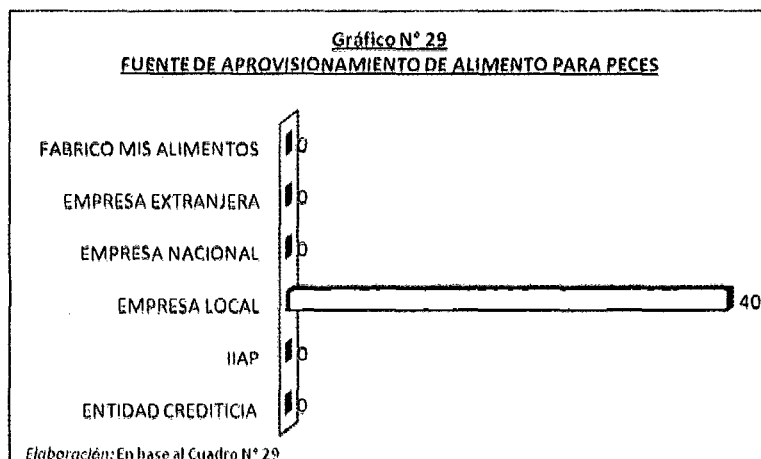 Gráfico N° 29
FUENTE DE APROVISIONAMIENTO DE ALIMENTO PARA PECES
FABRICO MIS ALIMENTOS 0
EMPRESA EXTRANJERA 0
EMPRESA NACIONAL 0
EMPRESA LOCAL 40
IIAP 0
ENTIDAD CREDITICIA 0
Elaboración: En base al Cuadro N° 29